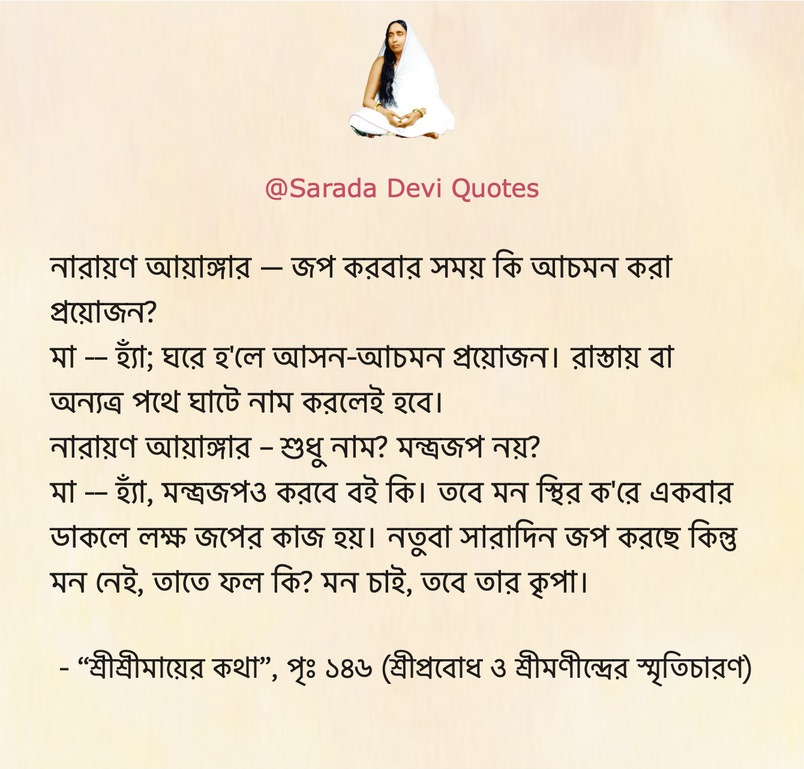 @Sarada Devi Quotes
নারায়ণ আয়াঙ্গার — জপ করবার সময় কি আচমন করা
প্রয়োজন?
মা –– হ্যাঁ; ঘরে হ'লে আসন-আচমন প্রয়োজন। রাস্তায় বা
অন্যত্র পথে ঘাটে নাম করলেই হবে।
নারায়ণ আয়াঙ্গার – শুধু নাম? মন্ত্রজপ নয়?
মা –– হ্যাঁ, মন্ত্রজপও করবে বই কি। তবে মন স্থির ক'রে একবার
ডাকলে লক্ষ জপের কাজ হয়। নতুবা সারাদিন জপ করছে কিন্তু
মন নেই, তাতে ফল কি? মন চাই, তবে তার কৃপা।
- “শ্রীশ্রীমায়ের কথা”, পৃঃ ১৪৬ (শ্রীপ্রবোধ ও শ্রীমণীন্দ্রের স্মৃতিচারণ)